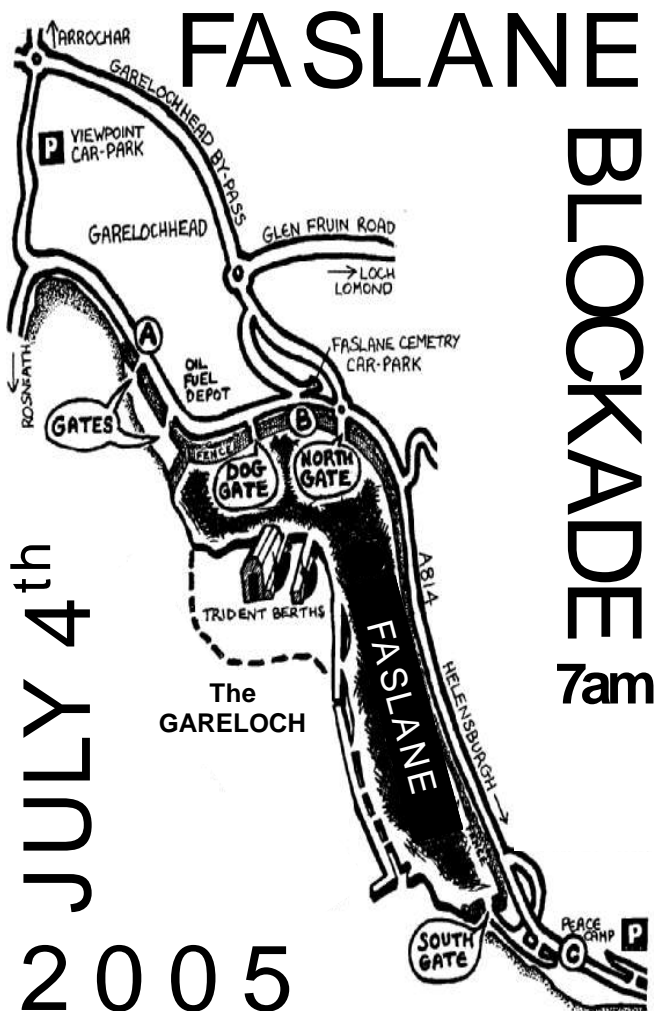 FASLANE
BLOCKADE
7am
JULY 4th
2005
ARROCHAR
GARELOCHHEAD BY-PASS
P
VIEWPOINT
CAR-PARK
GARELOCHHEAD
GLEN FRUIN ROAD
LOCH
LOMOND
ROSNEATH
A
FASLANE CEMETRY
CAR-PARK
OIL
FUEL
DEPOT
GATES
B
FENCE
DOG
GATE
NORTH
GATE
A814
TRIDENT BERTHS
FASLANE
The
GARELOCH
HELENSBURGH
FENCE
SOUTH
GATE
PEACE
CAMP
P
C